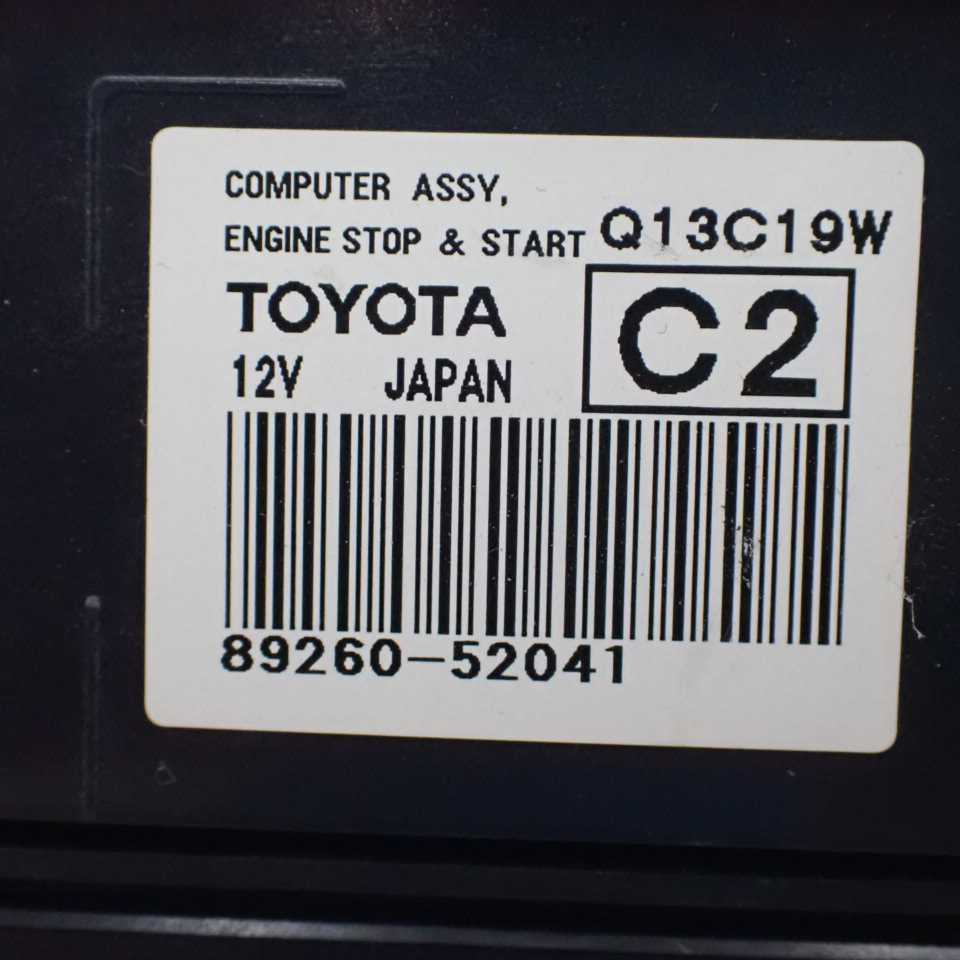 COMPUTER ASSY,
ENGINE STOP & START Q13C19W
TOYOTA C2
12V JAPAN
89260-52041